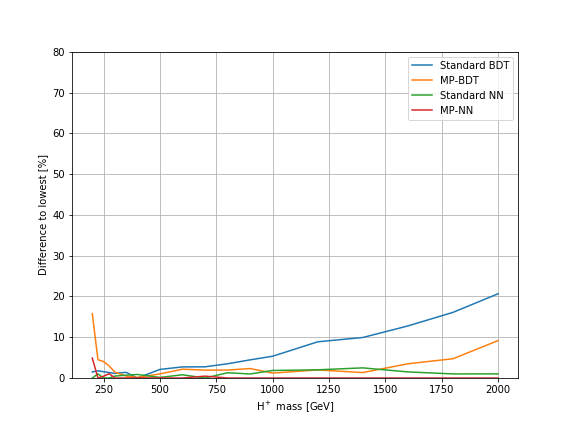 80
70
60
50
40
30
20
10
0
Difference to lowest [%]
Standard BDT
MP-BDT
Standard NN
MP-NN
250 500 750 1000 1250 1500 1750 2000
H⁺ mass [GeV]